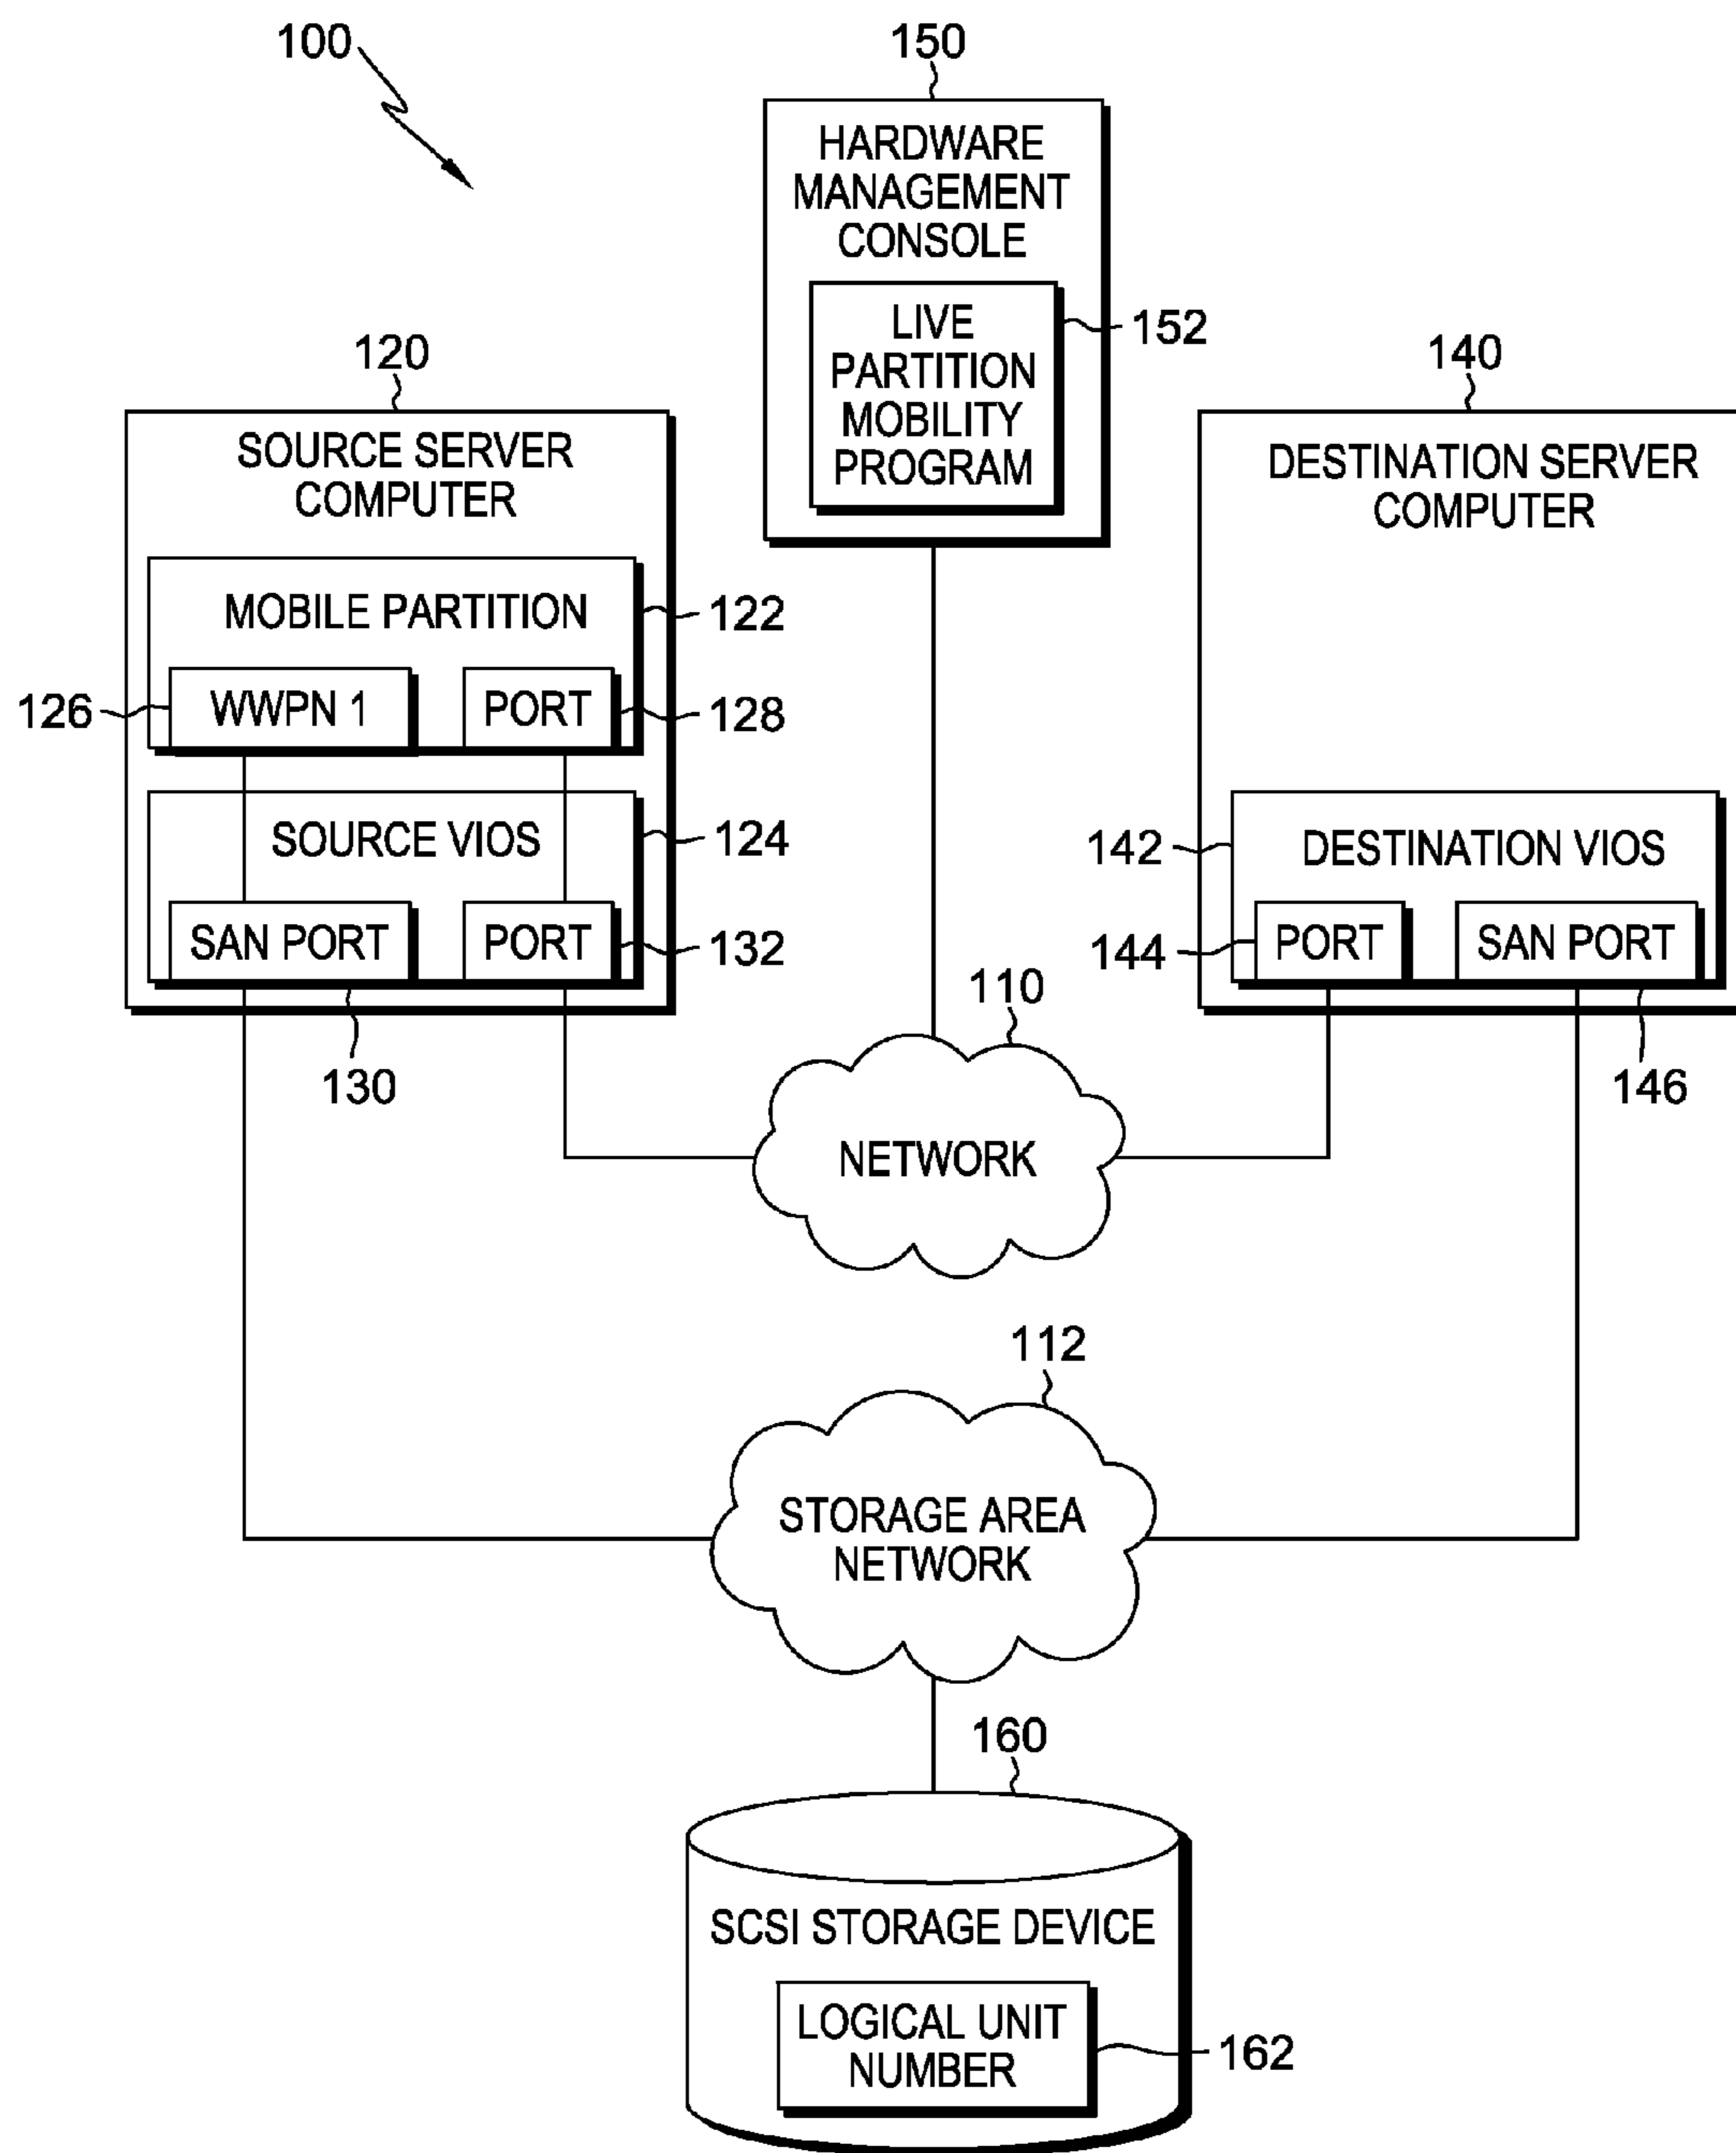 100
150
HARDWARE
MANAGEMENT
CONSOLE
LIVE
PARTITION
MOBILITY
PROGRAM
152
120
SOURCE SERVER
COMPUTER
MOBILE PARTITION
122
126
WWPN 1
PORT
128
SOURCE VIOS
124
SAN PORT
PORT
132
130
140
DESTINATION SERVER
COMPUTER
142
DESTINATION VIOS
144
PORT
SAN PORT
146
110
NETWORK
112
STORAGE AREA
NETWORK
160
SCSI STORAGE DEVICE
LOGICAL UNIT
NUMBER
162